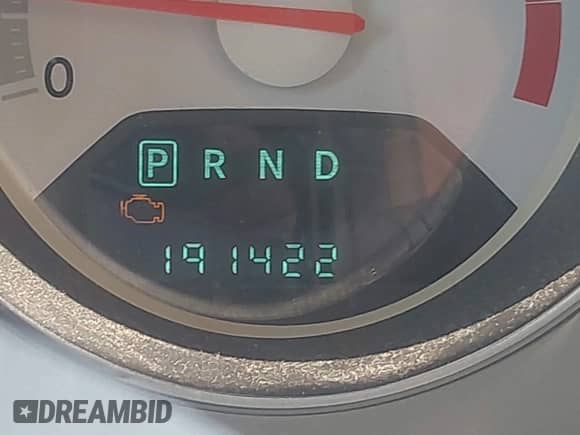 0
P R N D
191422
DREAMBID